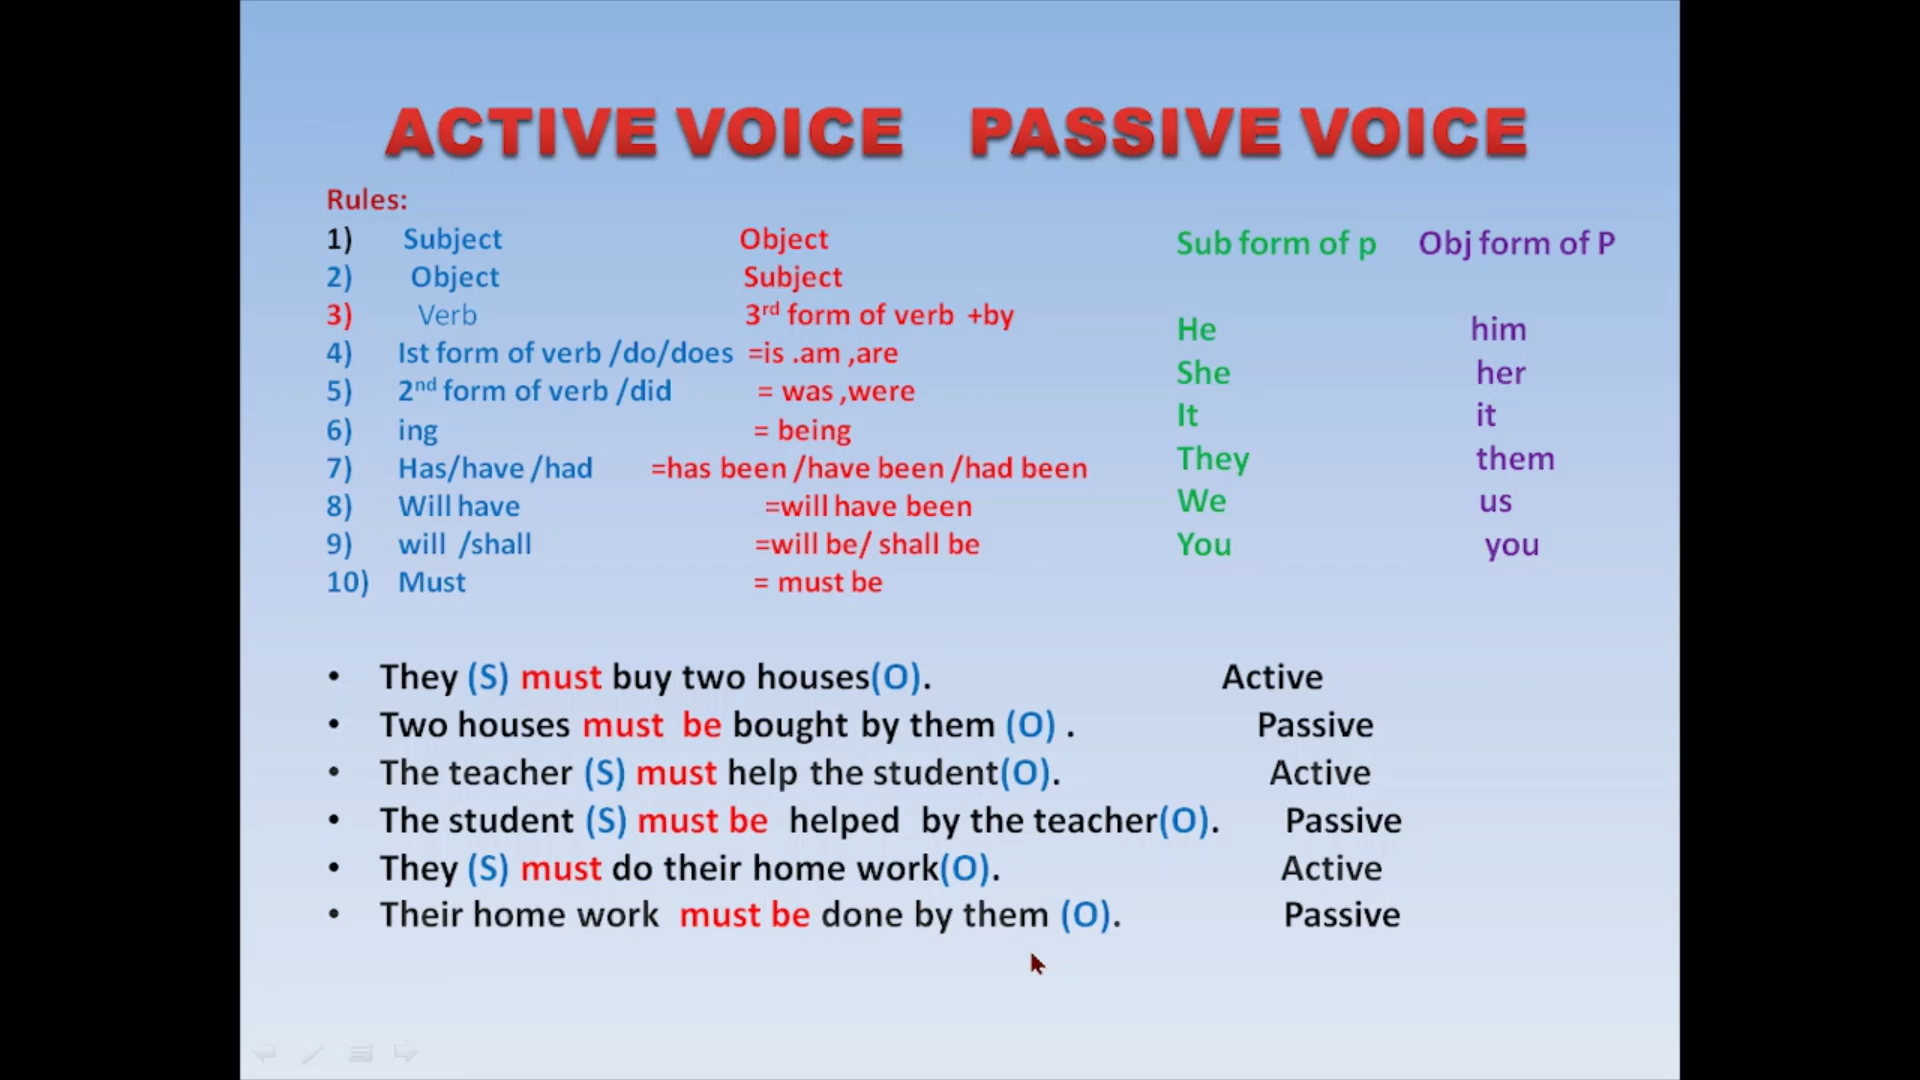 ACTIVE VOICE PASSIVE VOICE
Rules:
1) Subject Object
2) Object Subject
3) Verb 3rd form of verb +by
4) Ist form of verb /do/does =is .am ,are
5) 2nd form of verb /did = was ,were
6) ing = being
7) Has/have /had =has been /have been /had been
8) Will have =will have been
9) will /shall =will be/ shall be
10) Must = must be
Sub form of p Obj form of P
He him
She her
It it
They them
We us
You you
• They (S) must buy two houses(O). Active
• Two houses must be bought by them (O) . Passive
• The teacher (S) must help the student(O). Active
• The student (S) must be helped by the teacher(O). Passive
• They (S) must do their home work(O). Active
• Their home work must be done by them (O). Passive